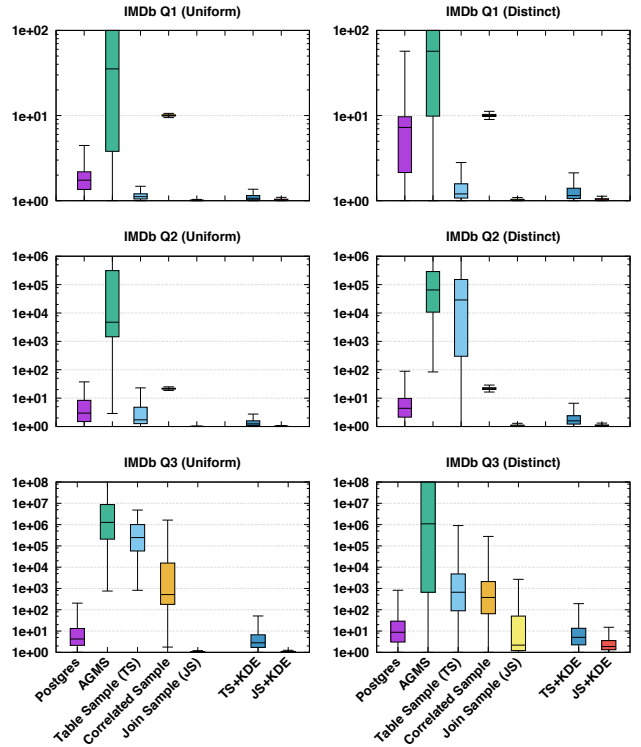 IMDb Q1 (Uniform)
1e+02
1e+01
1e+00
IMDb Q1 (Distinct)
1e+02
1e+01
1e+00
IMDb Q2 (Uniform)
1e+06
1e+05
1e+04
1e+03
1e+02
1e+01
1e+00
IMDb Q2 (Distinct)
1e+06
1e+05
1e+04
1e+03
1e+02
1e+01
1e+00
IMDb Q3 (Uniform)
1e+08
1e+07
1e+06
1e+05
1e+04
1e+03
1e+02
1e+01
1e+00
Postgres
AGMS
Table Sample (TS)
Correlated Sample
Join Sample (JS)
TS+KDE
JS+KDE
IMDb Q3 (Distinct)
1e+08
1e+07
1e+06
1e+05
1e+04
1e+03
1e+02
1e+01
1e+00
Postgres
AGMS
Table Sample (TS)
Correlated Sample
Join Sample (JS)
TS+KDE
JS+KDE